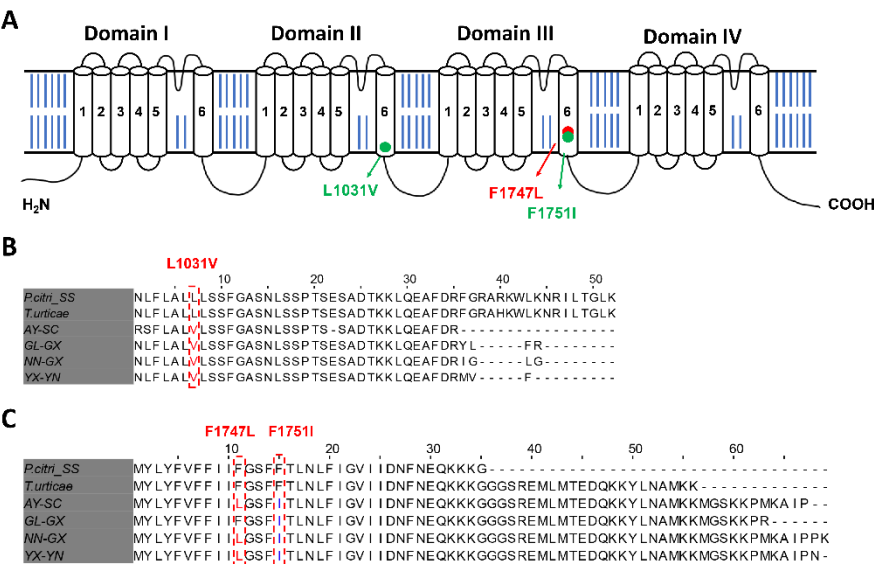 A
Domain I Domain II Domain III Domain IV
1 2 3 4 5 6 1 2 3 4 5 6 1 2 3 4 5 6 1 2 3 4 5 6
L1031V F1747L
F1751I
H2N COOH
B
L1031V
10 20 30 40 50
P.citri_SS NLFLALLLSSFGASNLSSPTSESADTKKLQEAFDRFGRARKWLKNRILTGLK
T.urticae NLFLALLLSSFGASNLSSPTSESADTKKLQEAFDRFGRAHKWLKNRILTGLK
AY-SC RSFLALVLSSFGASNLSSPTS-SADTKKLQEAFDR-----------------
GL-GX NLFLALVLSSFGASNLSSPTSESADTKKLQEAFDRYL-----FR--------
NN-GX NLFLALVLSSFGASNLSSPTSESADTKKLQEAFDRIG-----LG--------
YX-YN NLFLALVLSSFGASNLSSPTSESADTKKLQEAFDRMV-----F---------
C
F1747L F1751I
10 20 30 40 50 60
P.citri_SS MYLYFVFFIIFGSFFTLNLFIGVIIDNFNEQKKKG----------------------------------
T.urticae MYLYFVFFIIFGSFFTLNLFIGVIIDNFNEQKKKGGGSREMLMTEDQKKYLNAMKK-------------
AY-SC MYLYFVFFIILGSFITLNLFIGVIIDNFNEQKKKGGGSREMLMTEDQKKYLNAMKKMGSKKPMKAIP--
GL-GX MYLYFVFFIIFGSFITLNLFIGVIIDNFNEQKKKGGGSREMLMTEDQKKYLNAMKKMGSKKPR------
NN-GX MYLYFVFFIILGSFITLNLFIGVIIDNFNEQKKKGGGSREMLMTEDQKKYLNAMKKMGSKKPMKAIPPK
YX-YN MYLYFVFFIILGSFITLNLFIGVIIDNFNEQKKKGGGSREMLMTEDQKKYLNAMKKMGSKKPMKAIPN-